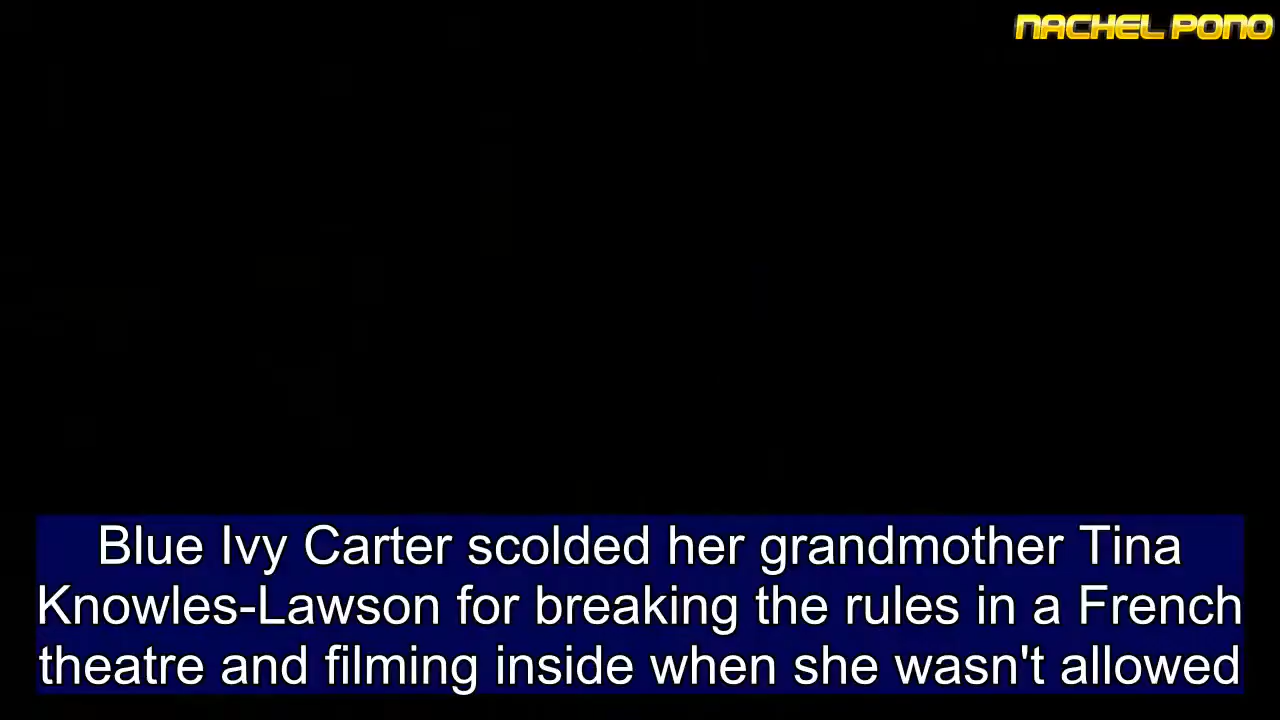 NACHEL PONO
Blue Ivy Carter scolded her grandmother Tina
Knowles-Lawson for breaking the rules in a French
theatre and filming inside when she wasn't allowed